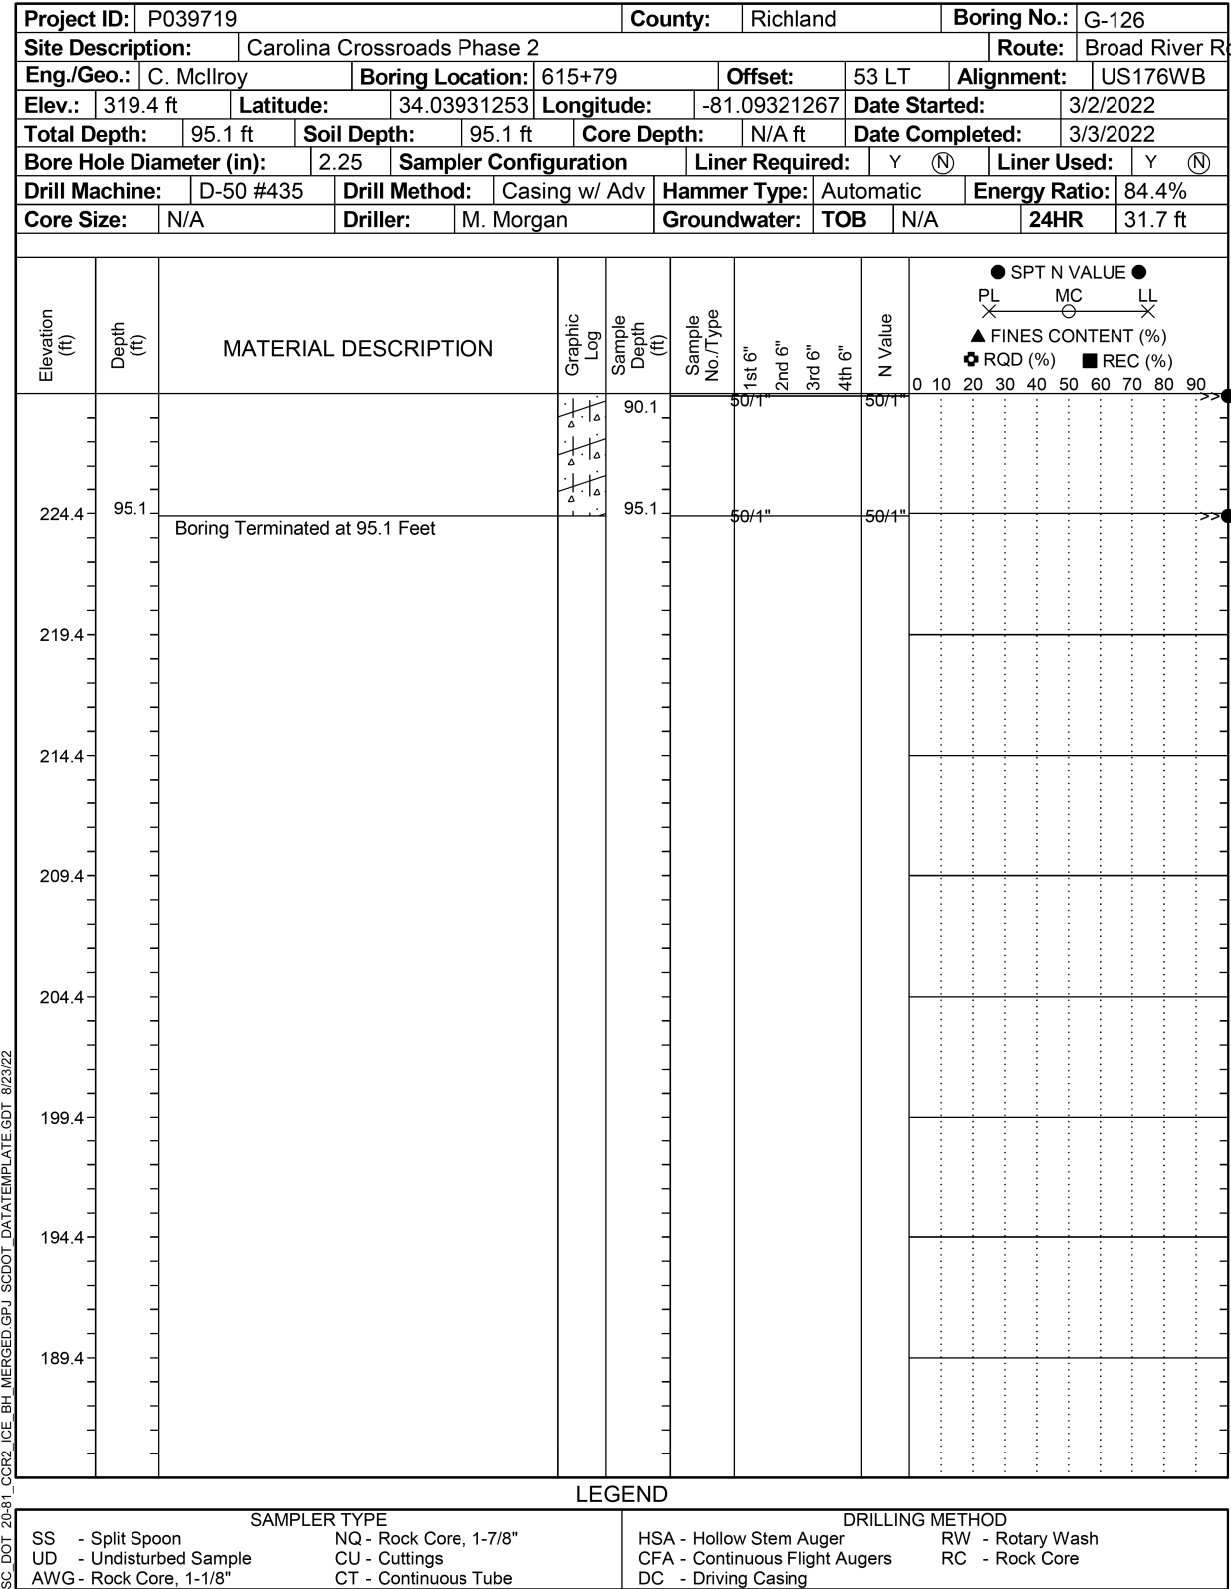 Project ID: P039719 County: Richland Boring No.: G-126
Site Description: Carolina Crossroads Phase 2 Route: Broad River
Eng./Geo.: C. McIlroy Boring Location: 615+79 Offset: 53 LT Alignment: US176WB
Elev.: 319.4 ft Latitude: 34.03931253 Longitude: -81.09321267 Date Started: 3/2/2022
Total Depth: 95.1 ft Soil Depth: 95.1 ft Core Depth: N/A ft Date Completed: 3/3/2022
Bore Hole Diameter (in): 2.25 Sampler Configuration Liner Required: Y N Liner Used: Y N
Drill Machine: D-50 #435 Drill Method: Casing w/ Adv Hammer Type: Automatic Energy Ratio: 84.4%
Core Size: N/A Driller: M. Morgan Groundwater: TOB N/A 24HR 31.7 ft
Elevation (ft)
Depth (ft)
MATERIAL DESCRIPTION
Graphic Log
Sample Depth (ft)
Sample No./Type
1st 6"
2nd 6"
3rd 6"
4th 6"
N Value
● SPT N VALUE ●
PL MC LL
▲ FINES CONTENT (%)
RQD (%) ■ REC (%)
0 10 20 30 40 50 60 70 80 90
90.1 50/1" 50/1" >>
224.4 95.1 95.1 50/1" 50/1" >>
Boring Terminated at 95.1 Feet
219.4
214.4
209.4
204.4
199.4
194.4
189.4
SC_DOT 20-81_CCR2_ICE_BH_MERGED.GPJ SCDOT_DATATEMPLATE.GDT 8/23/22
LEGEND
SAMPLER TYPE
SS - Split Spoon NQ - Rock Core, 1-7/8"
UD - Undisturbed Sample CU - Cuttings
AWG - Rock Core, 1-1/8" CT - Continuous Tube
DRILLING METHOD
HSA - Hollow Stem Auger RW - Rotary Wash
CFA - Continuous Flight Augers RC - Rock Core
DC - Driving Casing